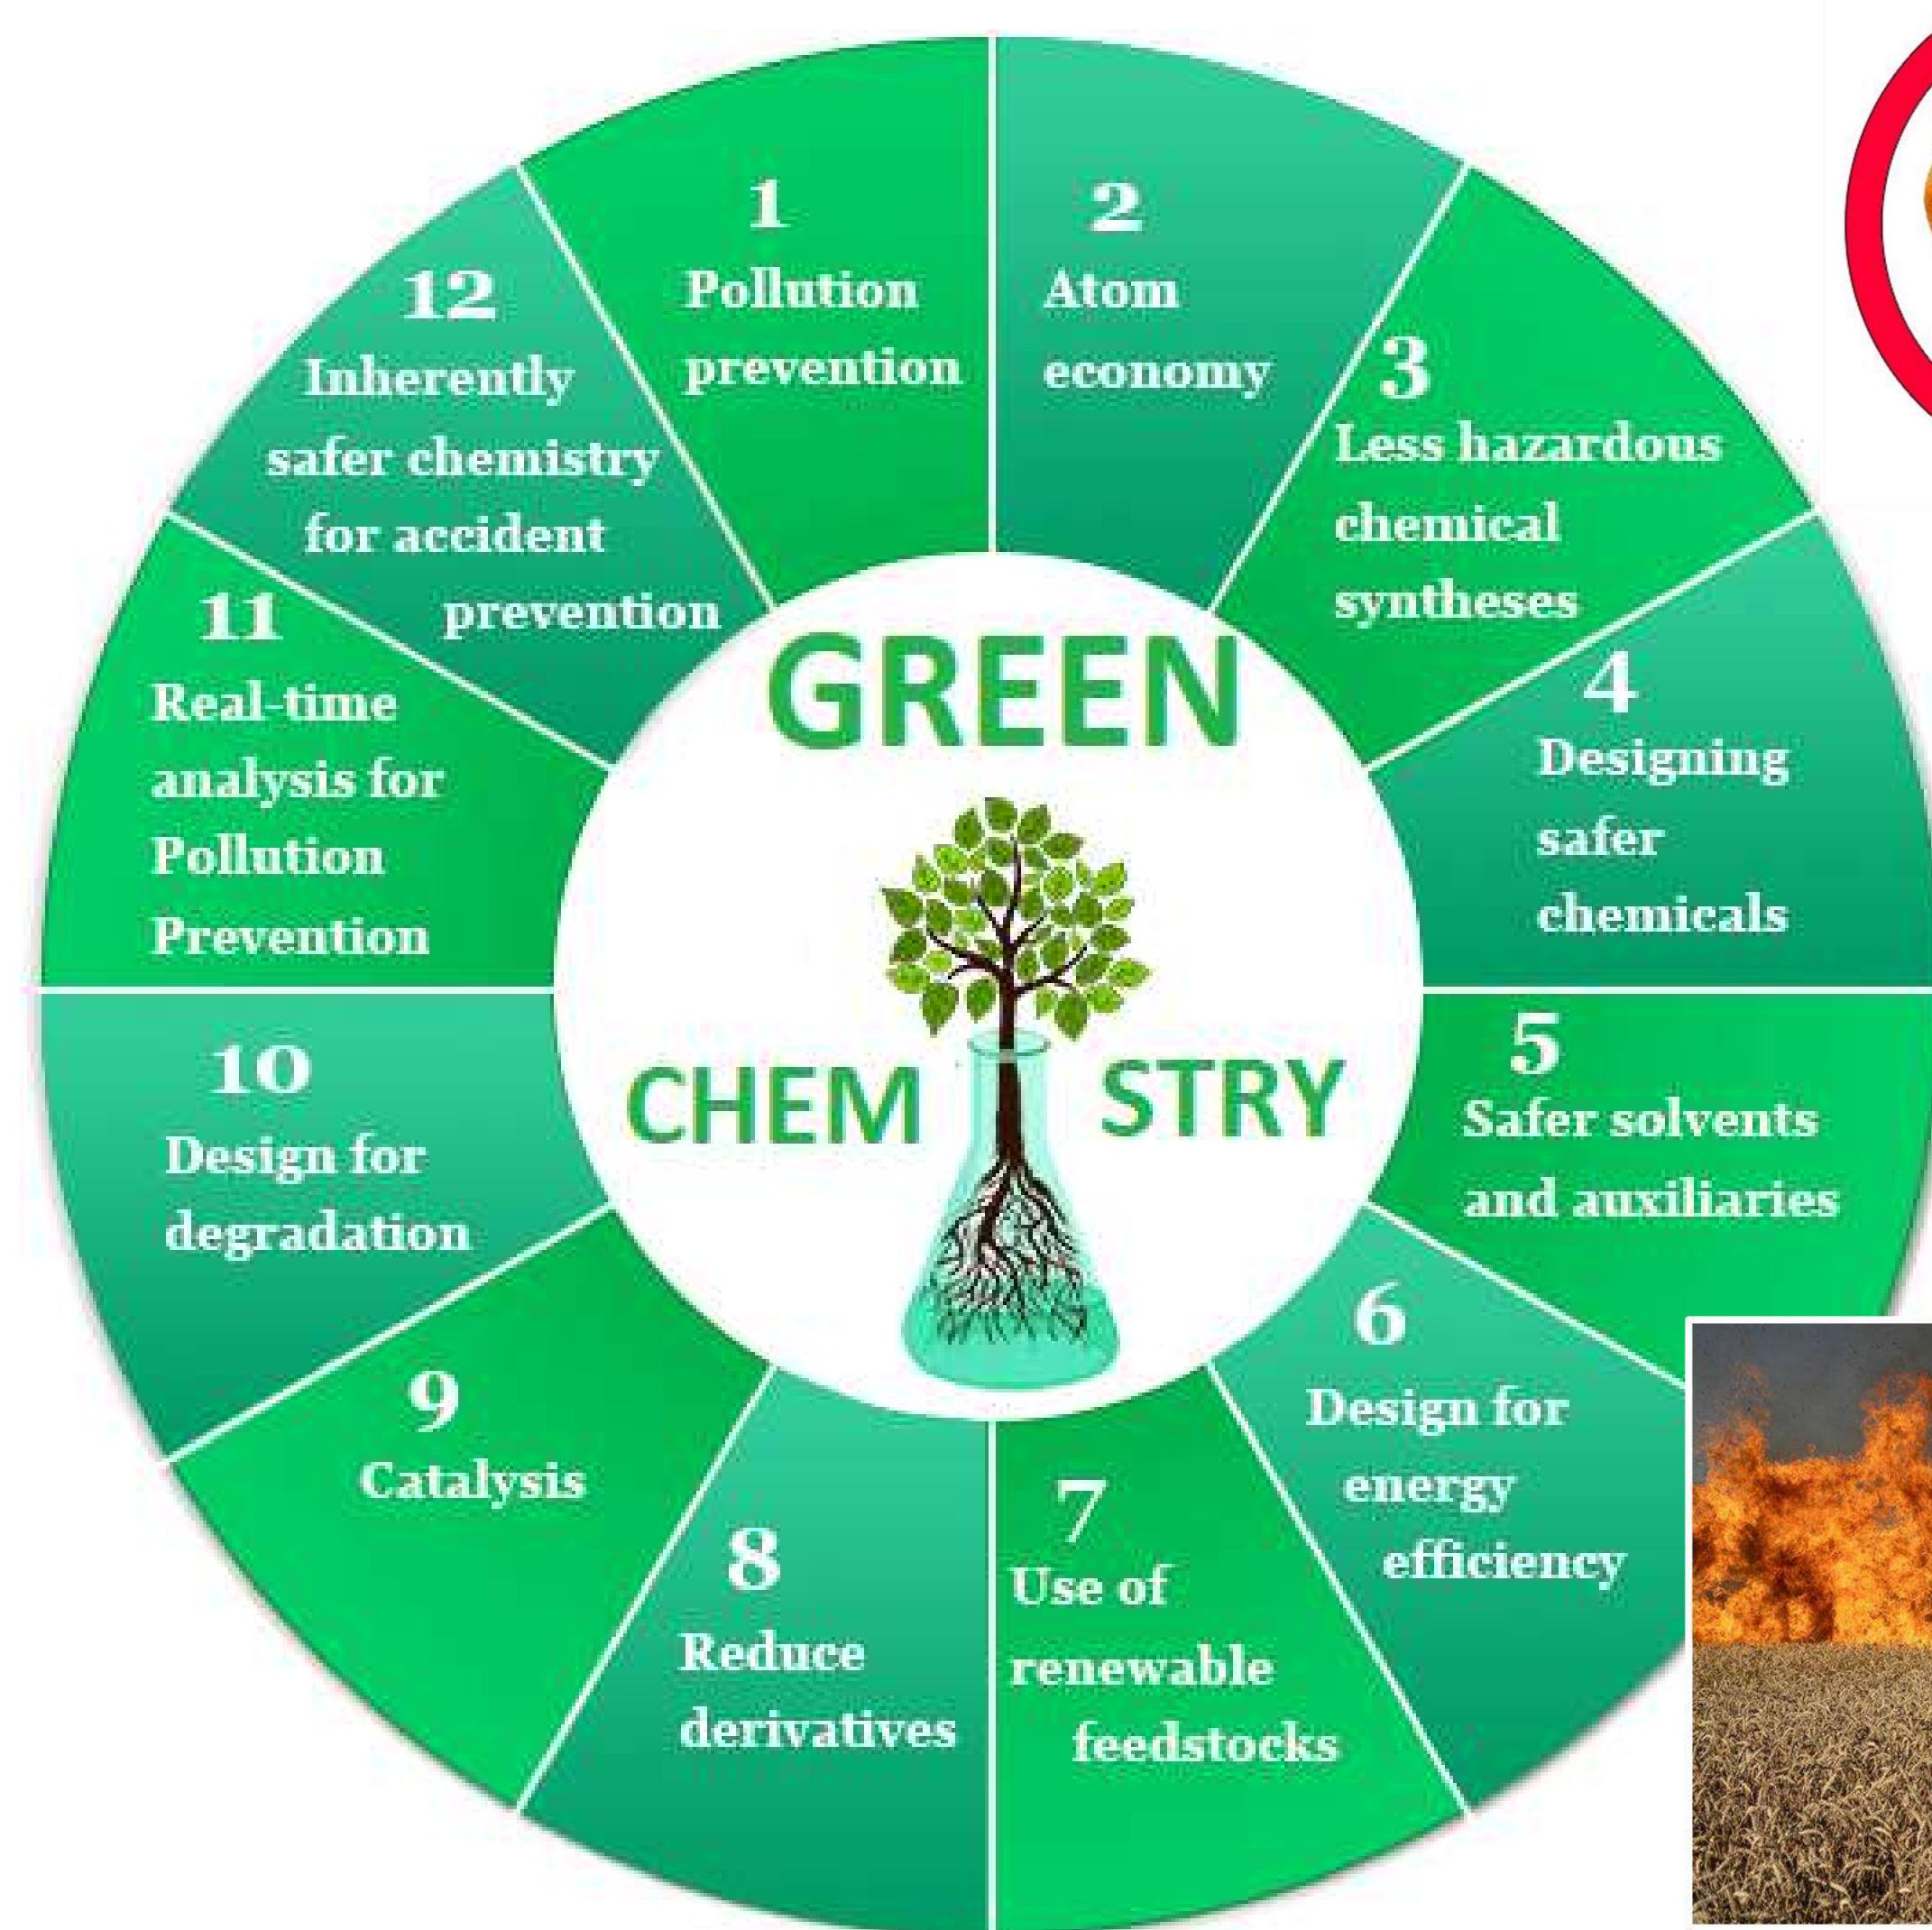 1
Pollution
prevention
2
Atom
economy
3
Less hazardous
chemical
syntheses
4
Designing
safer
chemicals
5
Safer solvents
and auxiliaries
6
Design for
energy
efficiency
7
Use of
renewable
feedstocks
8
Reduce
derivatives
9
Catalysis
10
Design for
degradation
11
Real-time
analysis for
Pollution
Prevention
12
Inherently
safer chemistry
for accident
prevention
GREEN
CHEM STRY